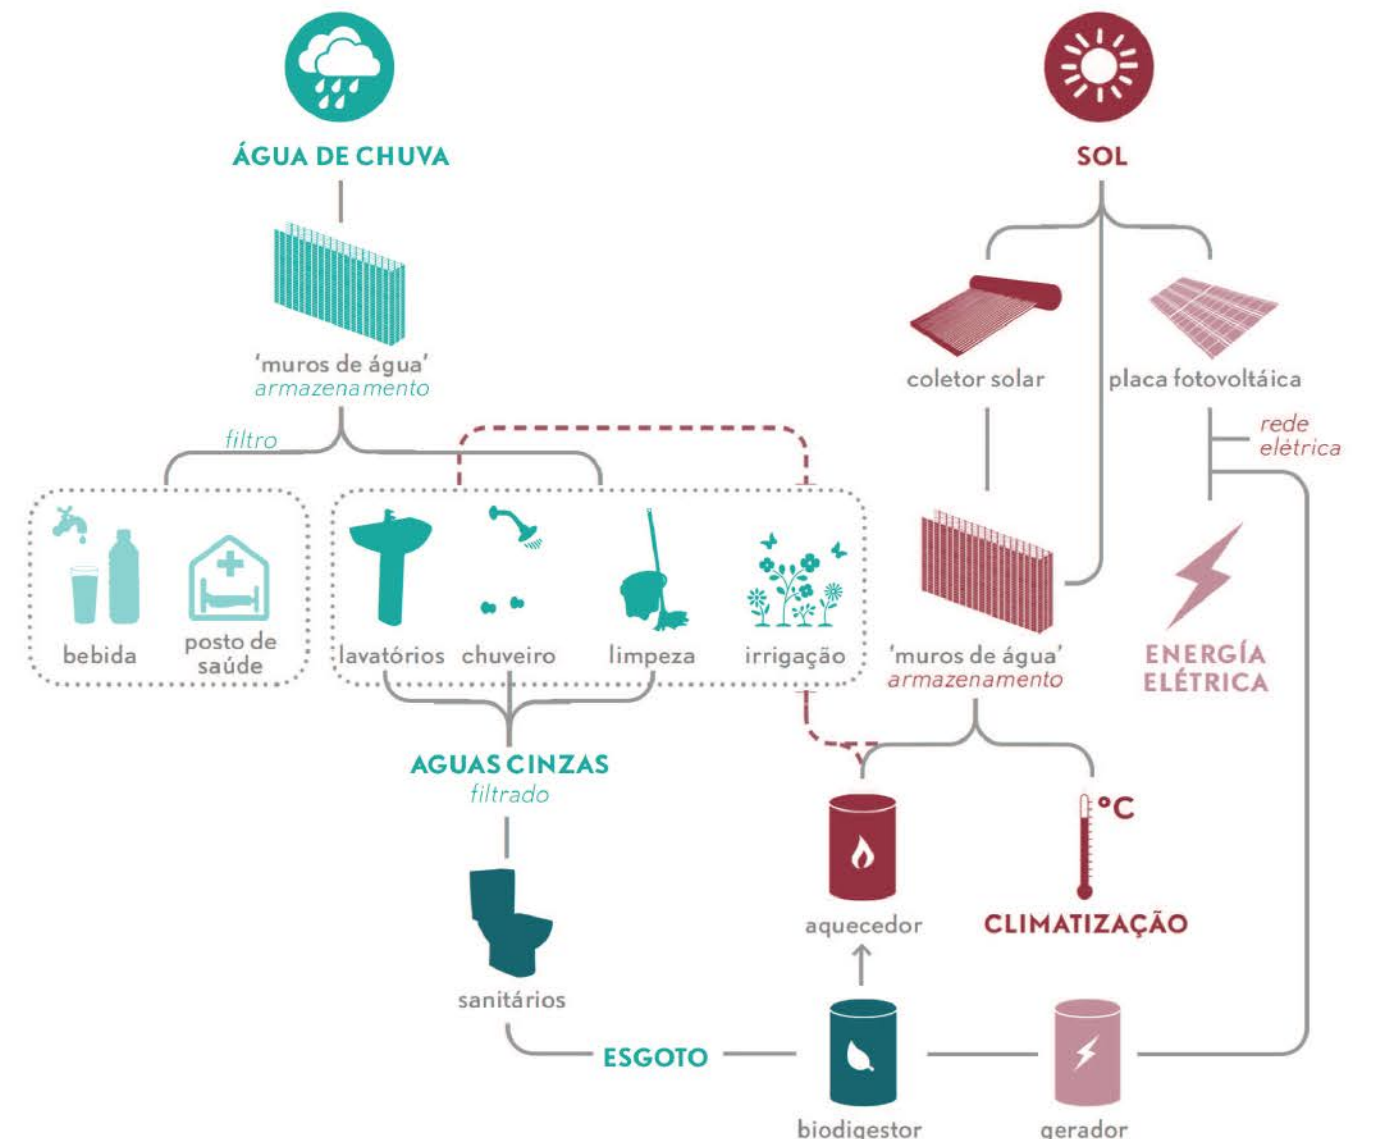 ÁGUA DE CHUVA
SOL
'muros de água'
armazenamento
coletor solar
placa fotovoltáica
filtro
rede
elétrica
bebida
posto de
saúde
lavatórios
chuveiro
limpeza
irrigação
'muros de água'
armazenamento
ENERGÍA
ELÉTRICA
AGUAS CINZAS
filtrado
°C
aquecedor
CLIMATIZAÇÃO
sanitários
ESGOTO
biodigestor
gerador